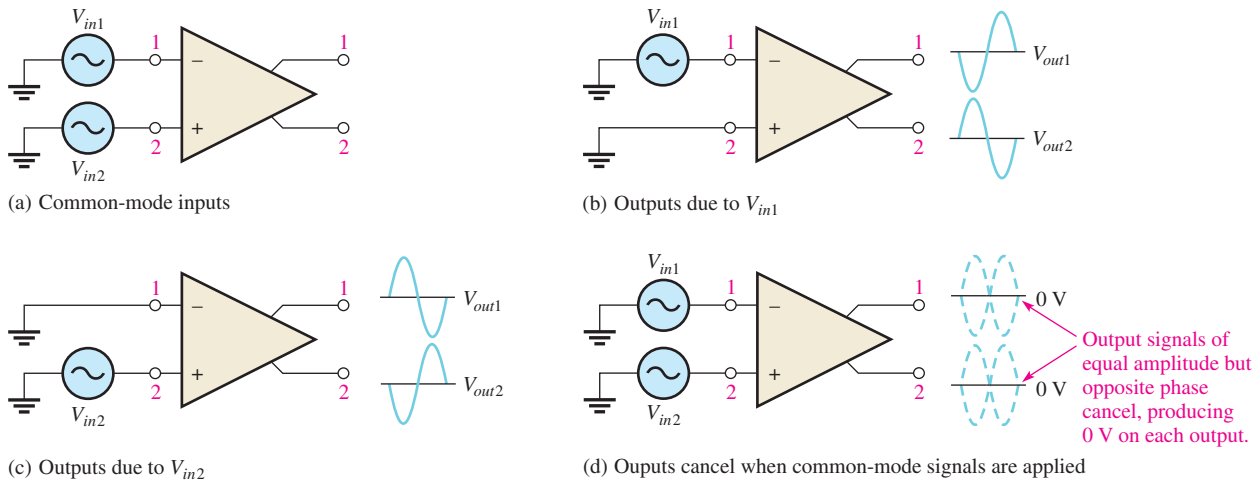 V_in1
1
−
1
+
2
2
V_in2
(a) Common-mode inputs
V_in1
1
−
1
V_out1
+
2
2
V_out2
(b) Outputs due to V_in1
1
−
1
V_out1
+
2
2
V_out2
V_in2
(c) Outputs due to V_in2
V_in1
1
−
1
0 V
+
2
2
0 V
V_in2
Output signals of
equal amplitude but
opposite phase
cancel, producing
0 V on each output.
(d) Ouputs cancel when common-mode signals are applied